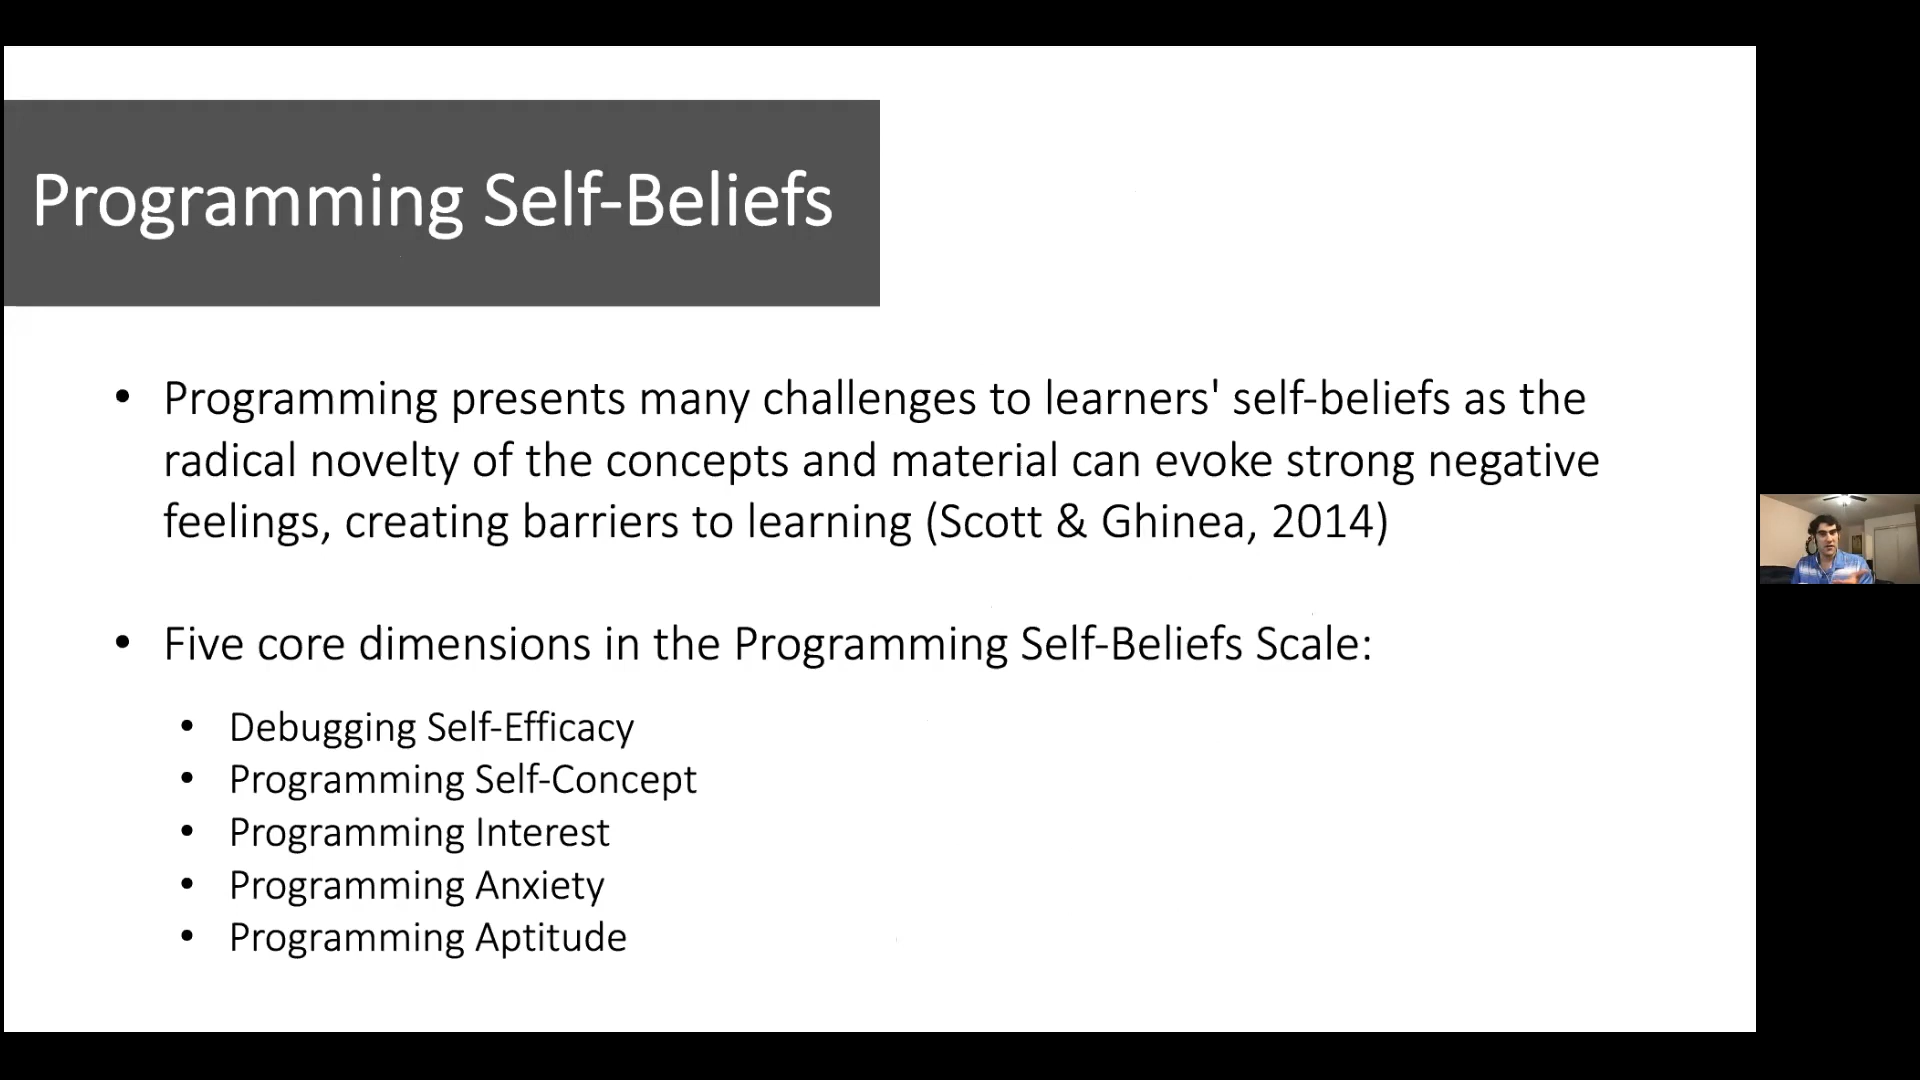 Programming Self-Beliefs
• Programming presents many challenges to learners' self-beliefs as the
radical novelty of the concepts and material can evoke strong negative
feelings, creating barriers to learning (Scott & Ghinea, 2014)
• Five core dimensions in the Programming Self-Beliefs Scale:
• Debugging Self-Efficacy
• Programming Self-Concept
• Programming Interest
• Programming Anxiety
• Programming Aptitude